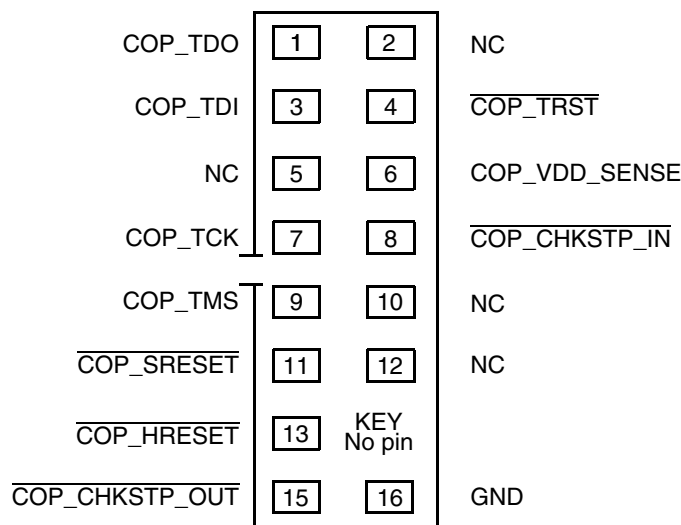 COP_TDO 1 2 NC
COP_TDI 3 4 COP_TRST
NC 5 6 COP_VDD_SENSE
COP_TCK 7 8 COP_CHKSTP_IN
COP_TMS 9 10 NC
COP_SRESET 11 12 NC
COP_HRESET 13 KEY
No pin
COP_CHKSTP_OUT 15 16 GND